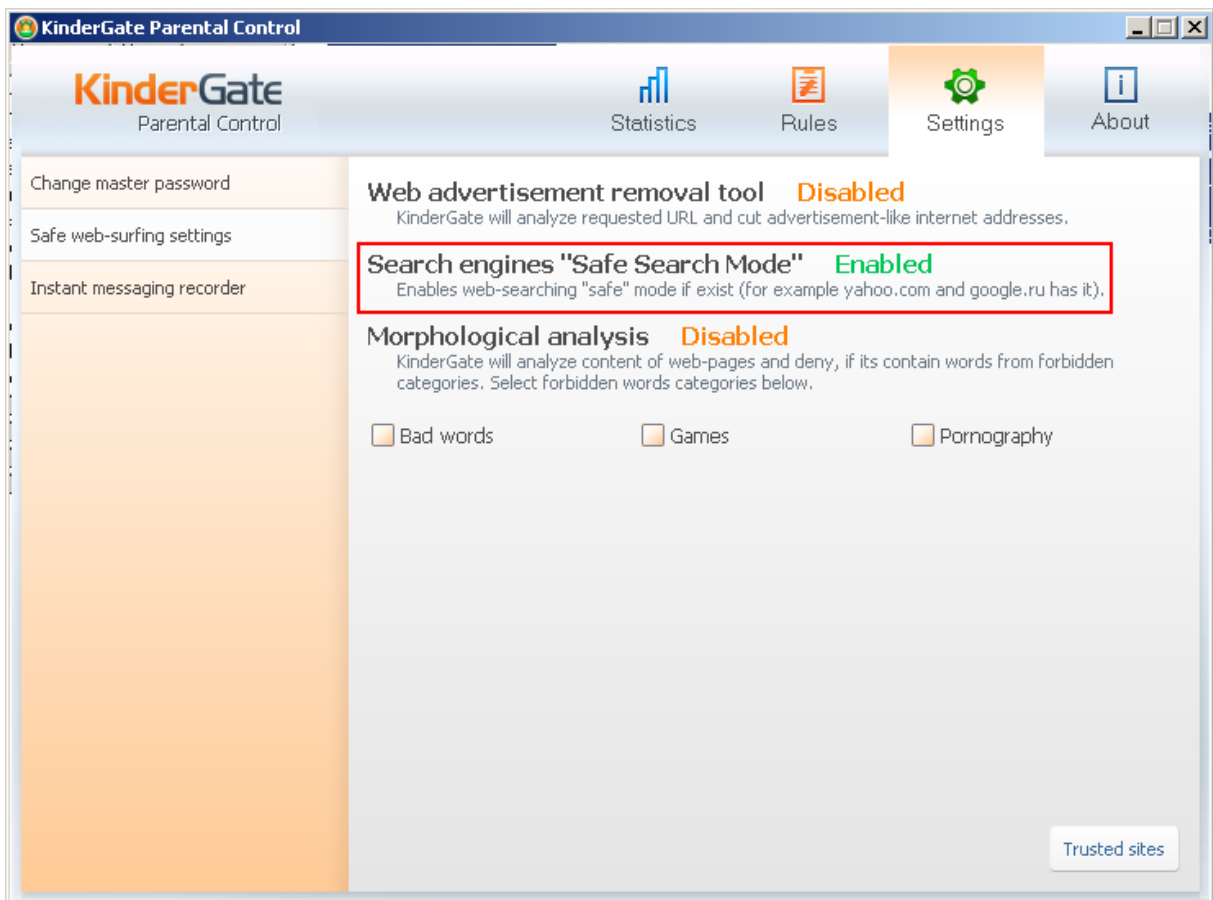 KinderGate Parental Control
KinderGate
Parental Control
Statistics
Rules
Settings
About
Change master password
Safe web-surfing settings
Instant messaging recorder
Web advertisement removal tool Disabled
KinderGate will analyze requested URL and cut advertisement-like internet addresses.
Search engines "Safe Search Mode" Enabled
Enables web-searching "safe" mode if exist (for example yahoo.com and google.ru has it).
Morphological analysis Disabled
KinderGate will analyze content of web-pages and deny, if its contain words from forbidden
categories. Select forbidden words categories below.
Bad words
Games
Pornography
Trusted sites